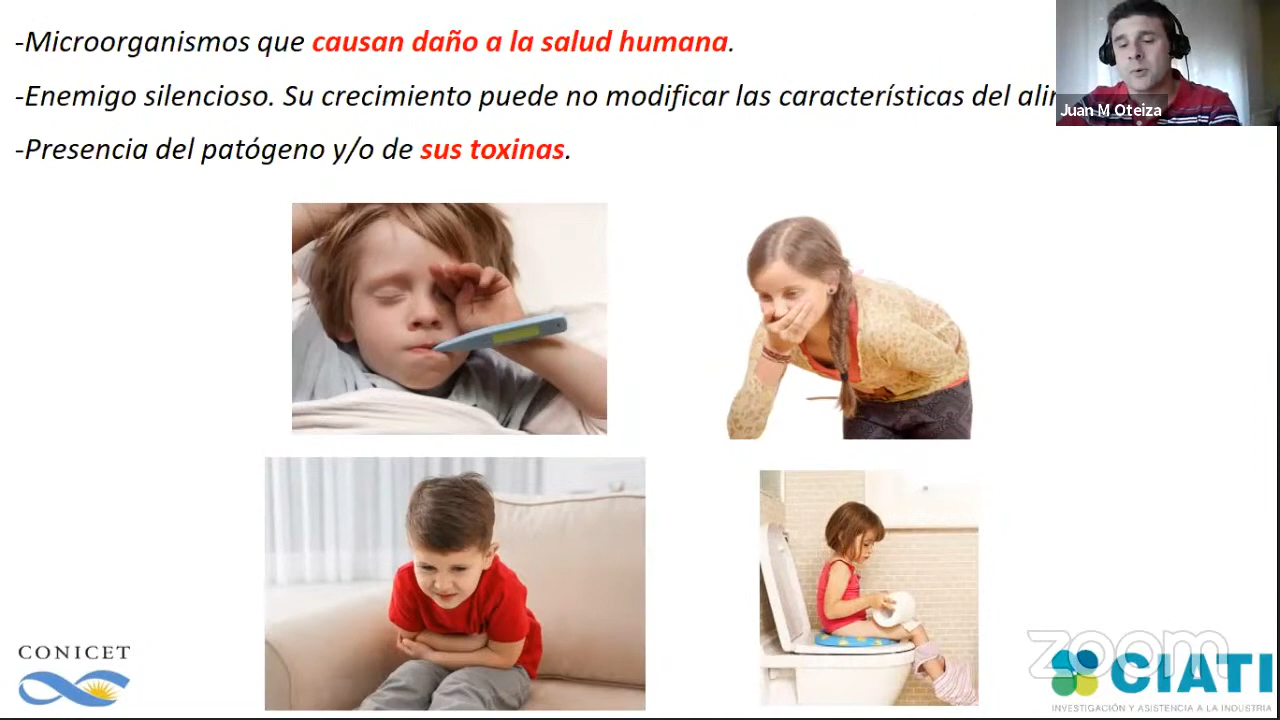 -Microorganismos que causan daño a la salud humana.
-Enemigo silencioso. Su crecimiento puede no modificar las características del
Juan M Oteiza
-Presencia del patógeno y/o de sus toxinas.
CONICET
zoom
CIATI
INVESTIGACIÓN Y ASISTENCIA A LA INDUSTRIA